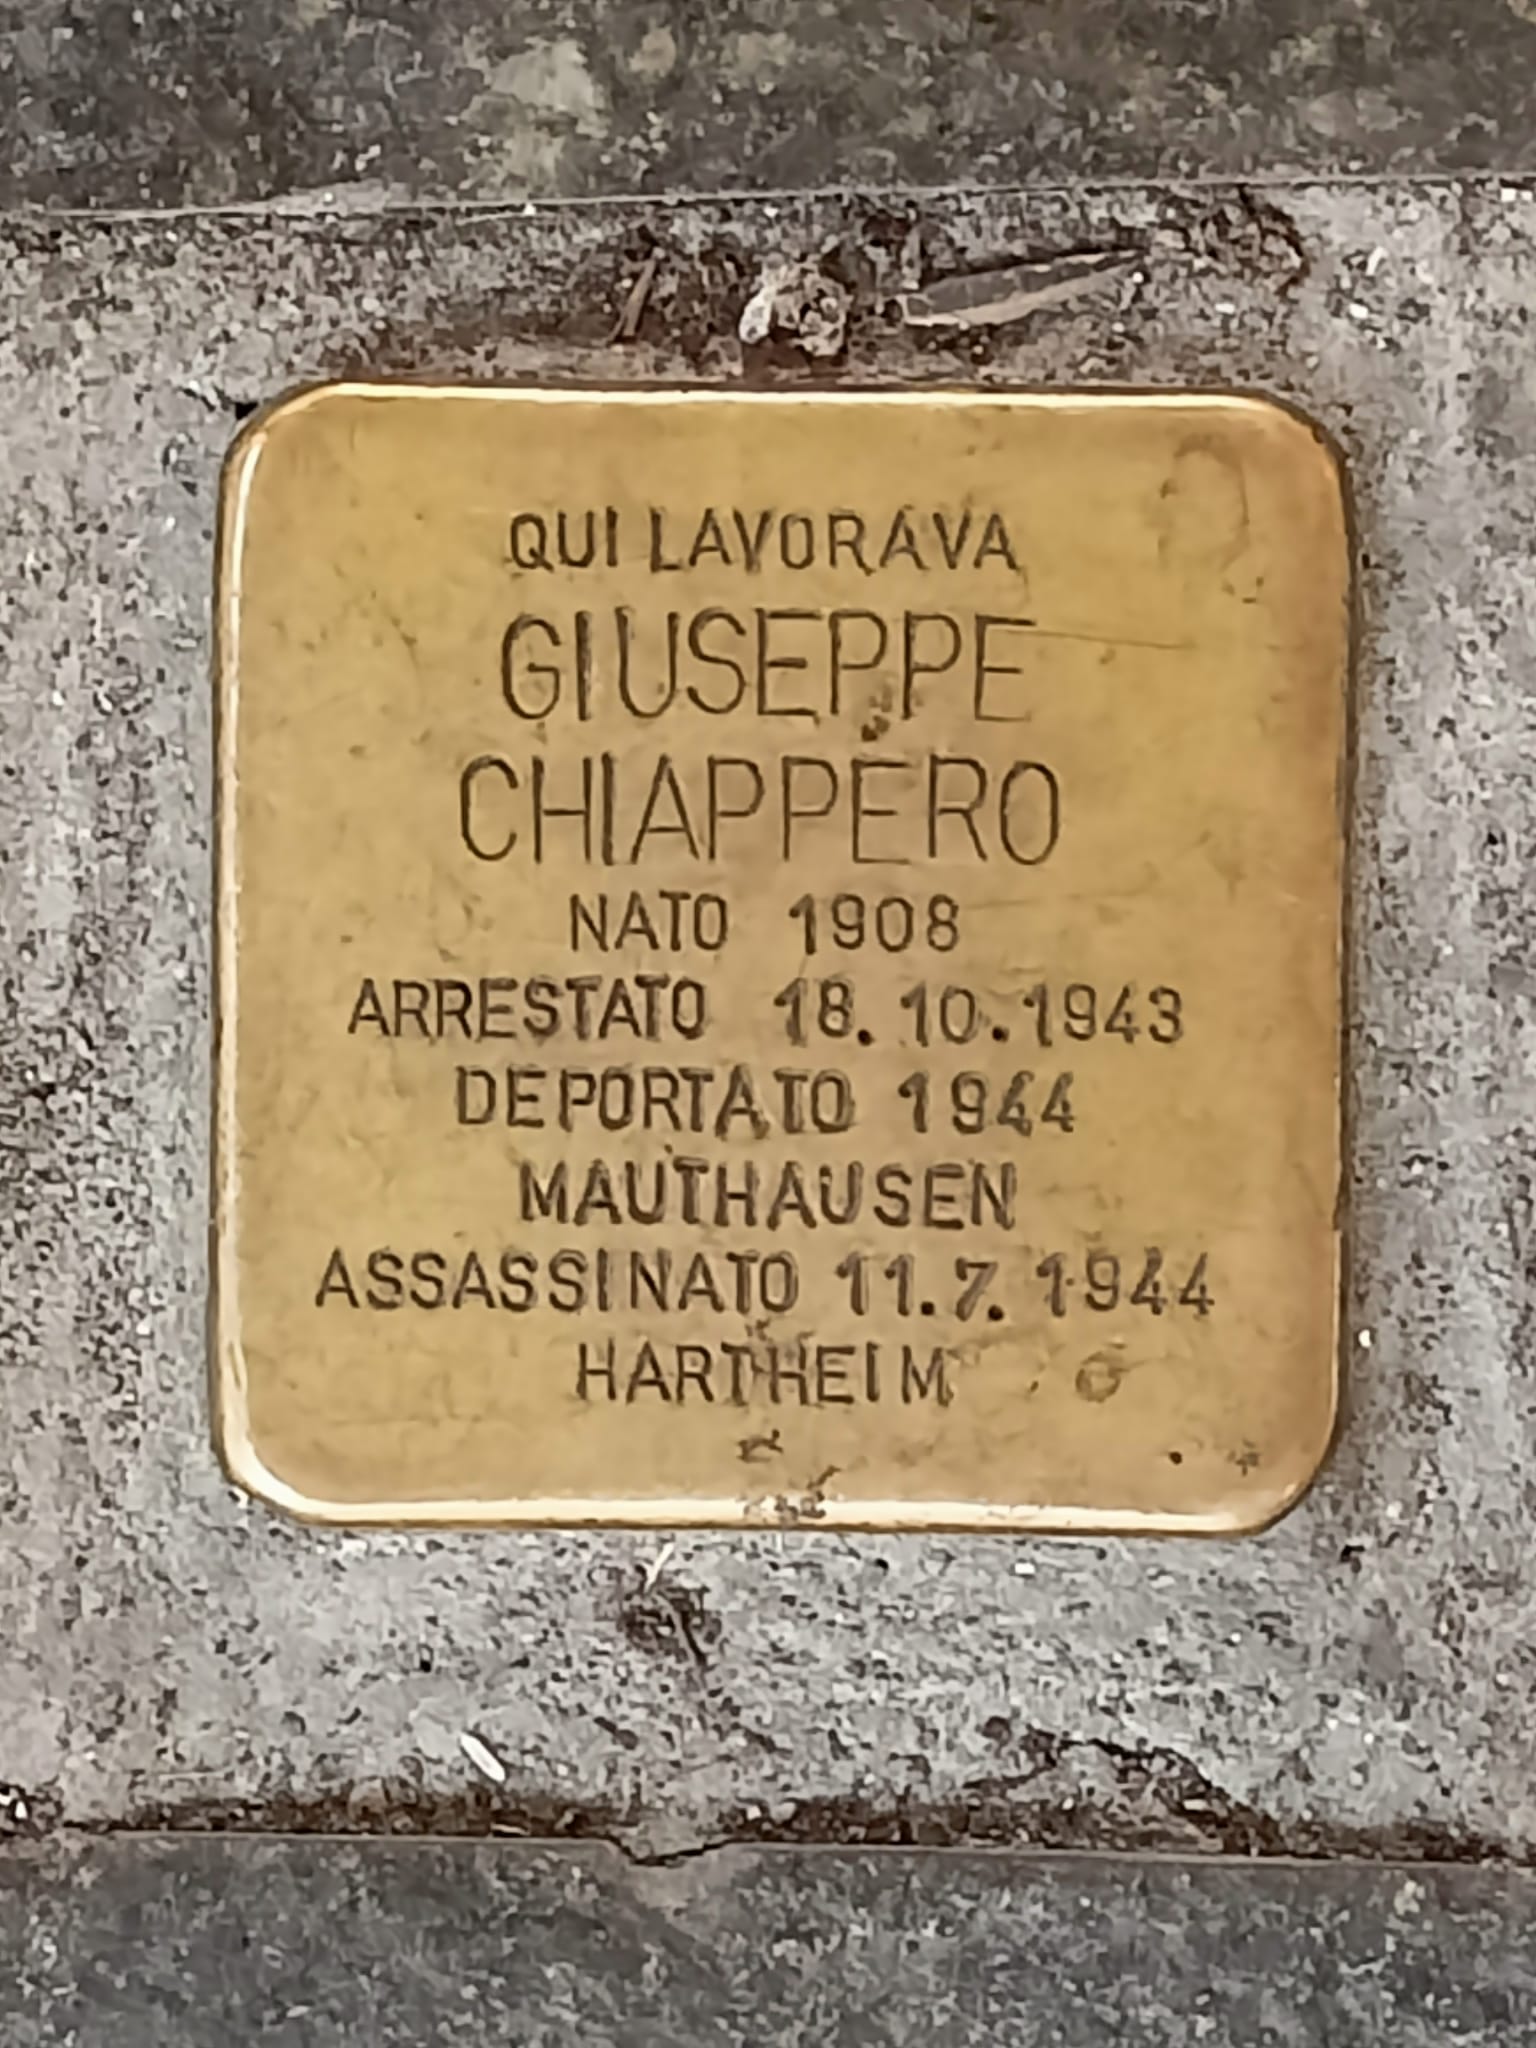 QUI LAVORAVA
GIUSEPPE
CHIAPPERO
NATO 1908
ARRESTATO 18.10.1943
DEPORTATO 1944
MAUTHAUSEN
ASSASSINATO 11.7.1944
HARTHEIM